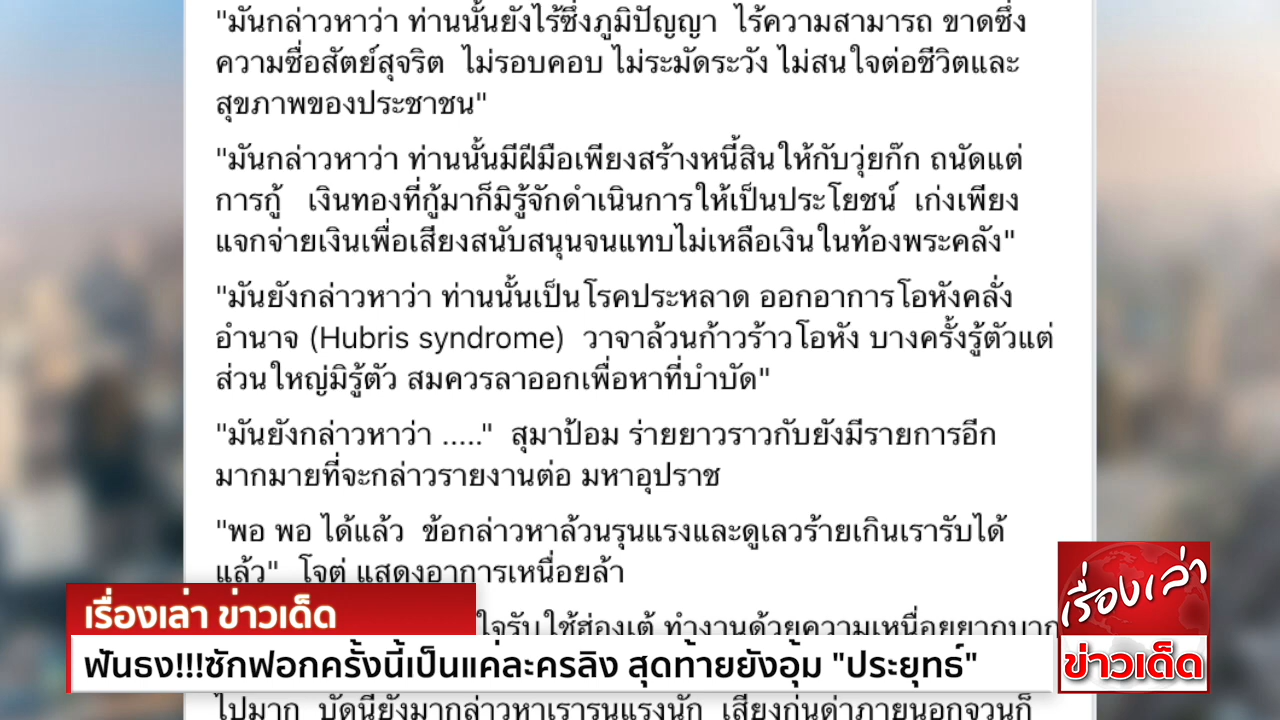 "มันกล่าวหาว่า ท่านนั้นยังไร้ซึ่งภูมิปัญญา ไร้ความสามารถ ขาดซึ่ง
ความซื่อสัตย์สุจริต ไม่รอบคอบ ไม่ระมัดระวัง ไม่สนใจต่อชีวิตและ
สุขภาพของประชาชน"
"มันกล่าวหาว่า ท่านนั้นมีฝีมือเพียงสร้างหนี้สินให้กับวุ่ยก๊ก ถนัดแต่
การกู้ เงินทองที่กู้มาก็มิรู้จักดำเนินการให้เป็นประโยชน์ เก่งเพียง
แจกจ่ายเงินเพื่อเสียงสนับสนุนจนแทบไม่เหลือเงินในท้องพระคลัง"
"มันยังกล่าวหาว่า ท่านนั้นเป็นโรคประหลาด ออกอาการโอหังคลั่ง
อำนาจ (Hubris syndrome) วาจาล้วนก้าวร้าวโอหัง บางครั้งรู้ตัวแต่
ส่วนใหญ่มิรู้ตัว สมควรลาออกเพื่อหาที่บำบัด"
"มันยังกล่าวหาว่า ....." สุมาป้อม ร่ายยาวราวกับยังมีรายการอีก
มากมายที่จะกล่าวรายงานต่อ มหาอุปราช
"พอ พอ ได้แล้ว ข้อกล่าวหาล้วนรุนแรงและดูเลวร้ายเกินเรารับได้
แล้ว" โจตู่ แสดงอาการเหนื่อยล้า
ใจรับใช้ฮ่องเต้ ทำงานด้วยความเหนื่อยยากมาก
เรื่องเล่า ข่าวเด็ด
ฟันธง!!!ซักฟอกครั้งนี้เป็นแค่ละครลิง สุดท้ายยังอุ้ม "ประยุทธ์"
ไปมาก บัดนี้ยังมากล่าวหาเรารุนแรงนัก เสียงก่นด่าภายนอกจวนก็
เรื่องเล่า
ข่าวเด็ด